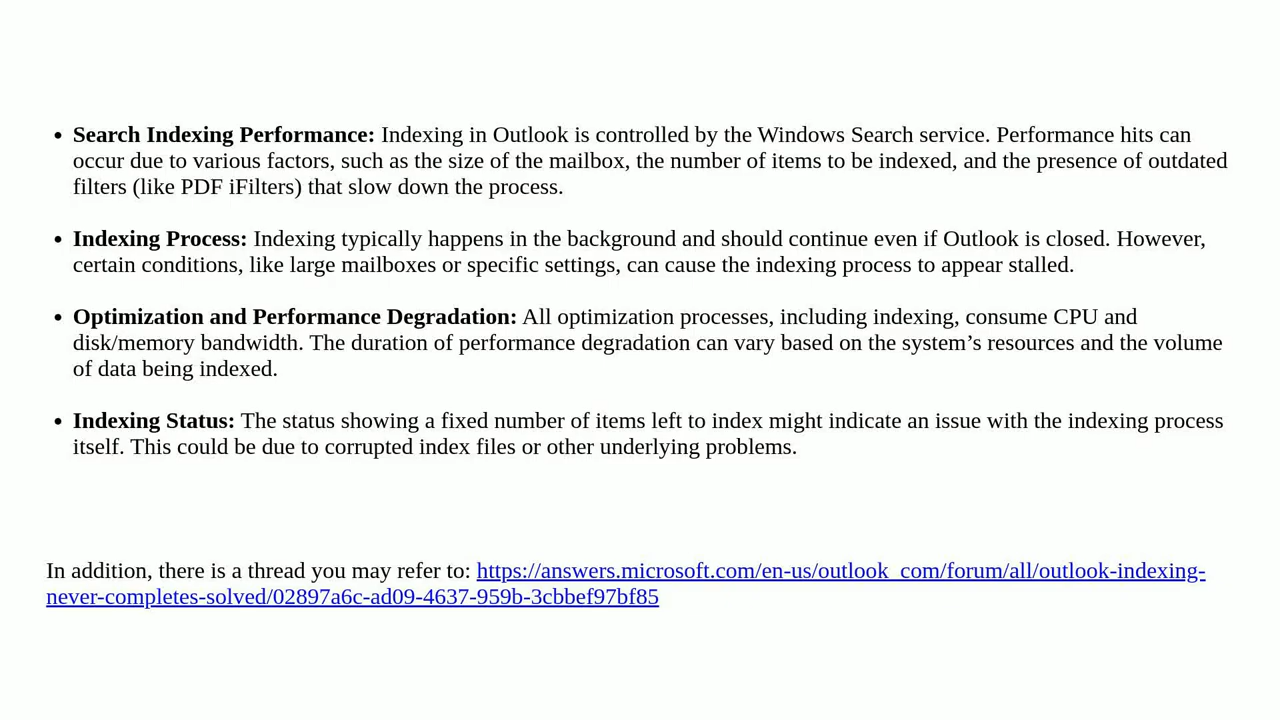 • Search Indexing Performance: Indexing in Outlook is controlled by the Windows Search service. Performance hits can
occur due to various factors, such as the size of the mailbox, the number of items to be indexed, and the presence of outdated
filters (like PDF iFilters) that slow down the process.
• Indexing Process: Indexing typically happens in the background and should continue even if Outlook is closed. However,
certain conditions, like large mailboxes or specific settings, can cause the indexing process to appear stalled.
• Optimization and Performance Degradation: All optimization processes, including indexing, consume CPU and
disk/memory bandwidth. The duration of performance degradation can vary based on the system’s resources and the volume
of data being indexed.
• Indexing Status: The status showing a fixed number of items left to index might indicate an issue with the indexing process
itself. This could be due to corrupted index files or other underlying problems.
In addition, there is a thread you may refer to: https://answers.microsoft.com/en-us/outlook_com/forum/all/outlook-indexing-
never-completes-solved/02897a6c-ad09-4637-959b-3cbbef97bf85